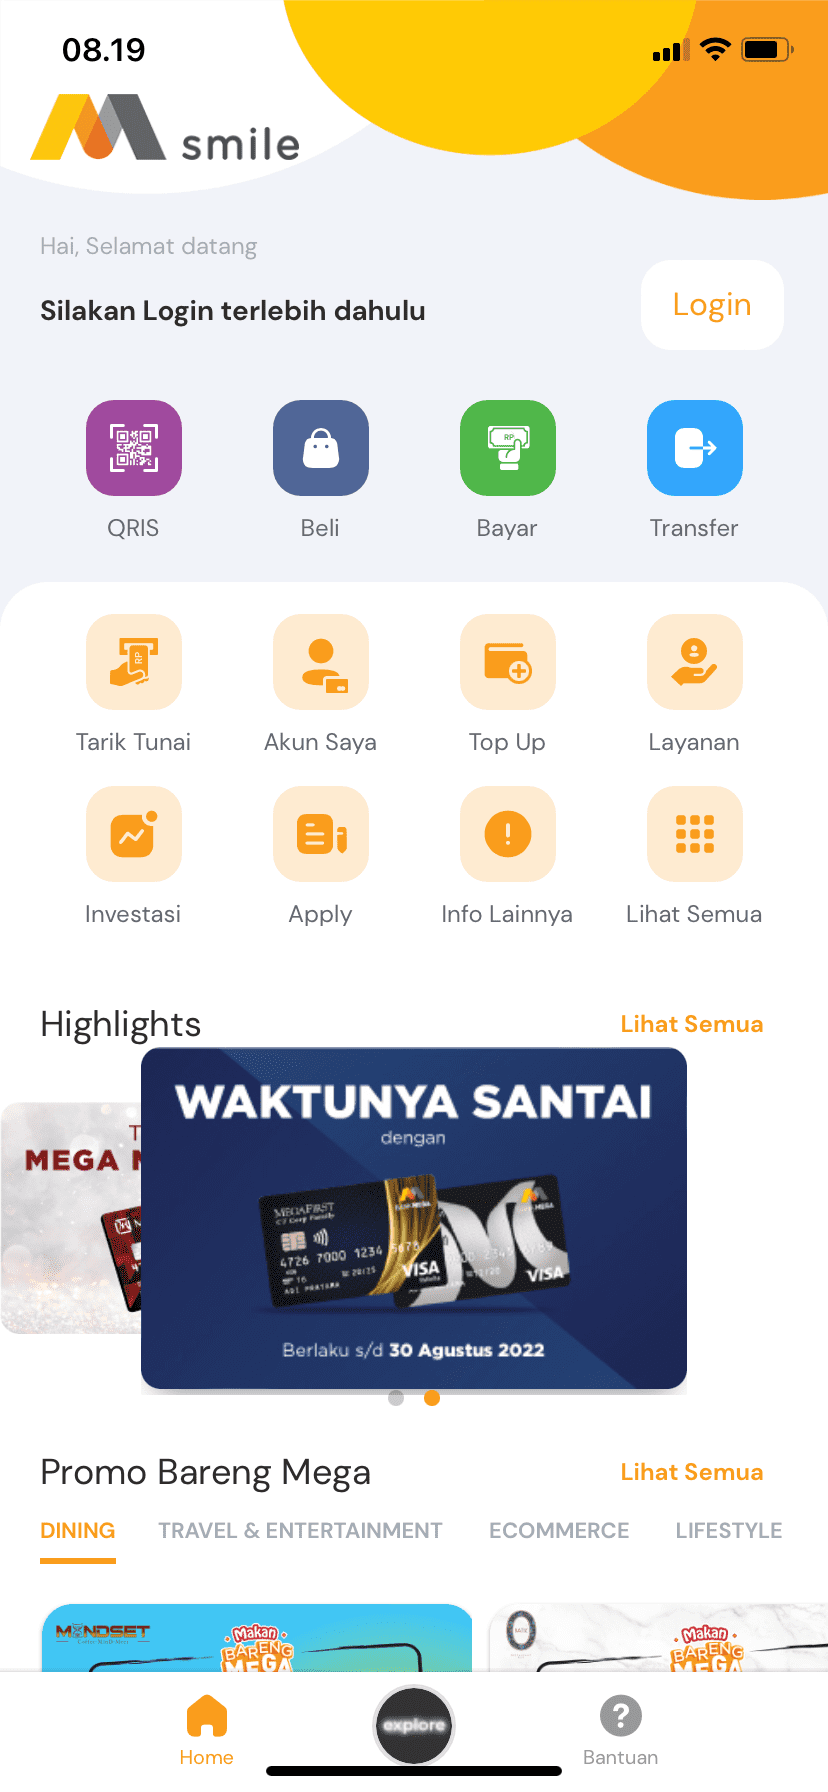 08.19
smile
Hai, Selamat datang
Silakan Login terlebih dahulu
Login
RP
QRIS
Beli
Bayar
Transfer
RP
Tarik Tunai
Akun Saya
Top Up
Layanan
Investasi
Apply
Info Lainnya
Lihat Semua
Highlights
Lihat Semua
MEGA
WAKTUNYA SANTAI
dengan
MEGAFIRST
4726 7000 1234 5678
VISA
VISA
Berlaku s/d 30 Agustus 2022
Promo Bareng Mega
Lihat Semua
DINING
TRAVEL & ENTERTAINMENT
ECOMMERCE
LIFESTYLE
MINDSET
Makan
BARENG
MEGA
Makan
BARENG
MEGA
Home
explore
Bantuan